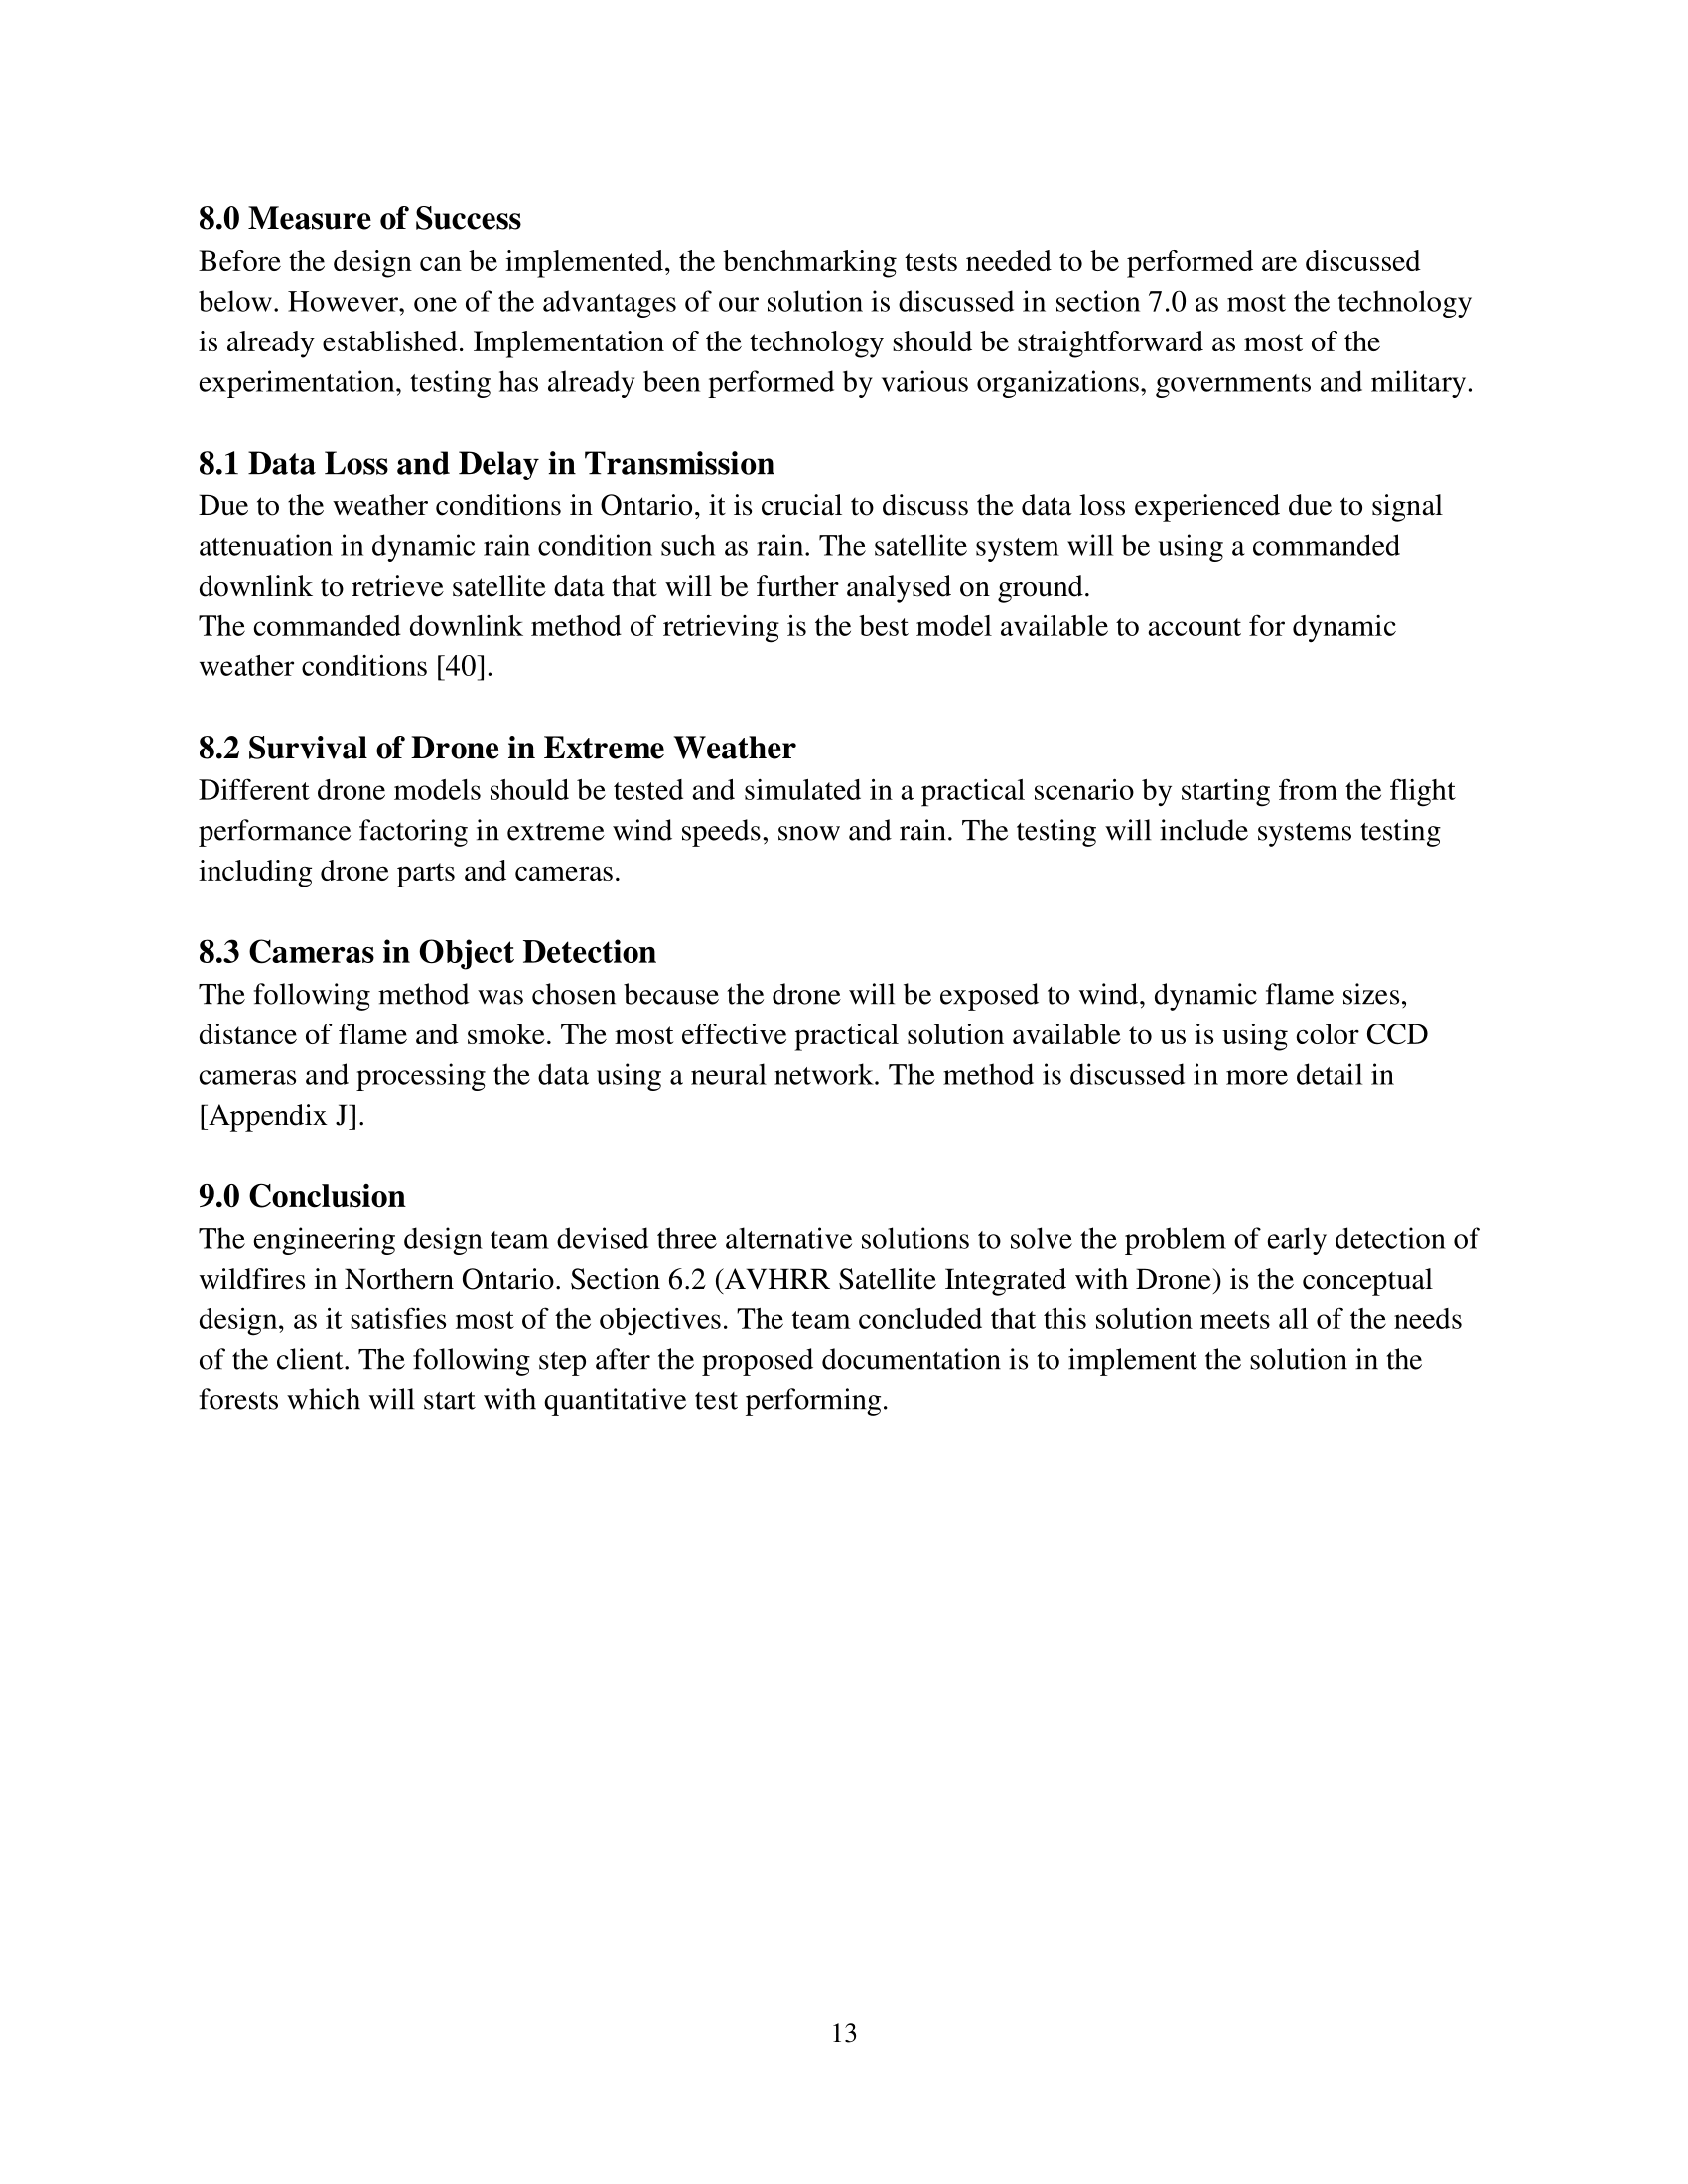 8.0 Measure of Success
Before the design can be implemented, the benchmarking tests needed to be performed are discussed
below. However, one of the advantages of our solution is discussed in section 7.0 as most the technology
is already established. Implementation of the technology should be straightforward as most of the
experimentation, testing has already been performed by various organizations, governments and military.
8.1 Data Loss and Delay in Transmission
Due to the weather conditions in Ontario, it is crucial to discuss the data loss experienced due to signal
attenuation in dynamic rain condition such as rain. The satellite system will be using a commanded
downlink to retrieve satellite data that will be further analysed on ground.
The commanded downlink method of retrieving is the best model available to account for dynamic
weather conditions [40].
8.2 Survival of Drone in Extreme Weather
Different drone models should be tested and simulated in a practical scenario by starting from the flight
performance factoring in extreme wind speeds, snow and rain. The testing will include systems testing
including drone parts and cameras.
8.3 Cameras in Object Detection
The following method was chosen because the drone will be exposed to wind, dynamic flame sizes,
distance of flame and smoke. The most effective practical solution available to us is using color CCD
cameras and processing the data using a neural network. The method is discussed in more detail in
[Appendix J].
9.0 Conclusion
The engineering design team devised three alternative solutions to solve the problem of early detection of
wildfires in Northern Ontario. Section 6.2 (AVHRR Satellite Integrated with Drone) is the conceptual
design, as it satisfies most of the objectives. The team concluded that this solution meets all of the needs
of the client. The following step after the proposed documentation is to implement the solution in the
forests which will start with quantitative test performing.
13